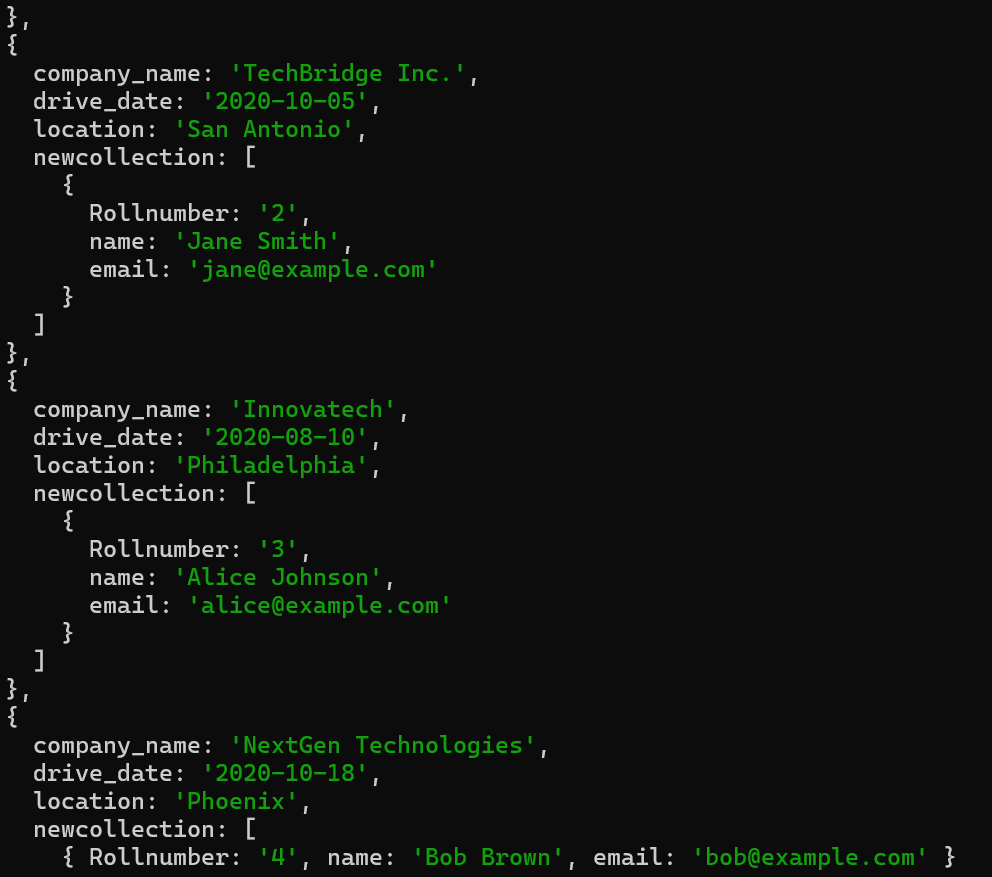 },
{
  company_name: 'TechBridge Inc.',
  drive_date: '2020-10-05',
  location: 'San Antonio',
  newcollection: [
    {
      Rollnumber: '2',
      name: 'Jane Smith',
      email: 'jane@example.com'
    }
  ]
},
{
  company_name: 'Innovatech',
  drive_date: '2020-08-10',
  location: 'Philadelphia',
  newcollection: [
    {
      Rollnumber: '3',
      name: 'Alice Johnson',
      email: 'alice@example.com'
    }
  ]
},
{
  company_name: 'NextGen Technologies',
  drive_date: '2020-10-18',
  location: 'Phoenix',
  newcollection: [
    { Rollnumber: '4', name: 'Bob Brown', email: 'bob@example.com' }